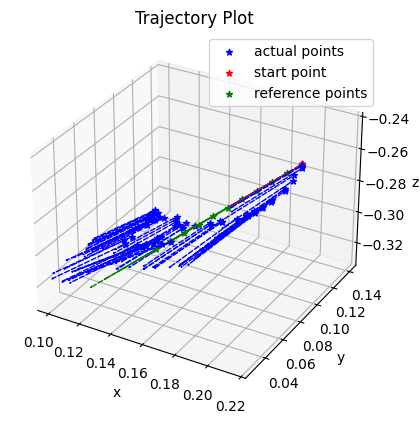 Trajectory Plot
actual points
start point
reference points
−0.24
−0.26
−0.28
−0.30
−0.32
z
0.14
0.12
0.10
0.08
0.06
0.04
y
0.10
0.12
0.14
0.16
0.18
0.20
0.22
x